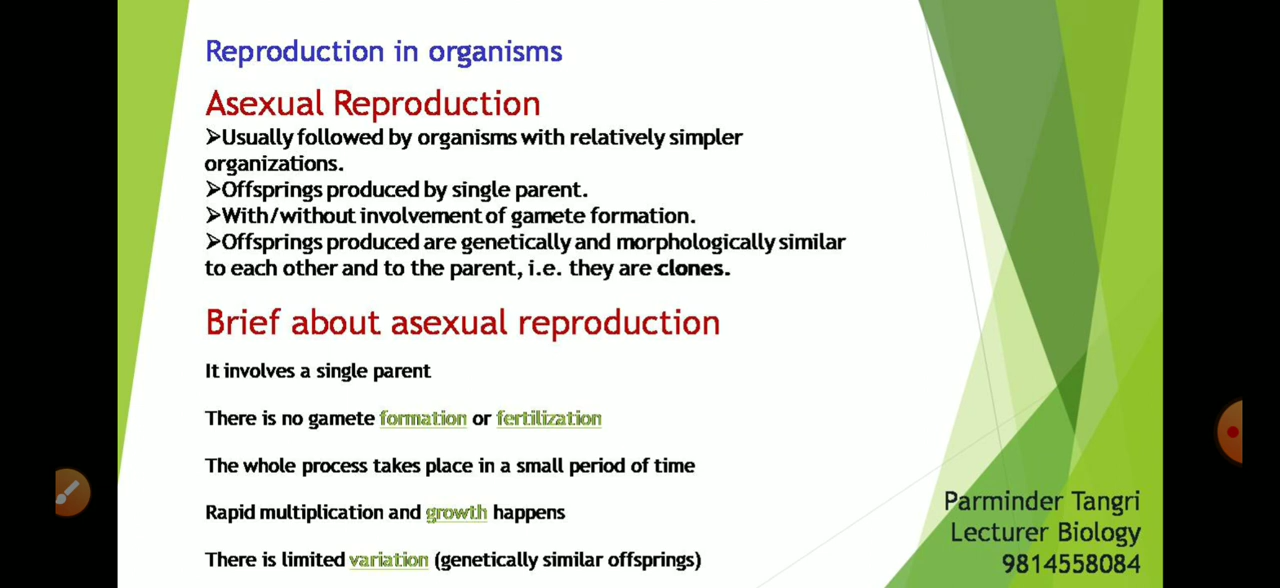 Reproduction in organisms
Asexual Reproduction
➢Usually followed by organisms with relatively simpler
organizations.
➢Offsprings produced by single parent.
➢With/without involvement of gamete formation.
➢Offsprings produced are genetically and morphologically similar
to each other and to the parent, i.e. they are clones.
Brief about asexual reproduction
It involves a single parent
There is no gamete formation or fertilization
The whole process takes place in a small period of time
Rapid multiplication and growth happens
There is limited variation (genetically similar offsprings)
Parminder Tangri
Lecturer Biology
9814558084